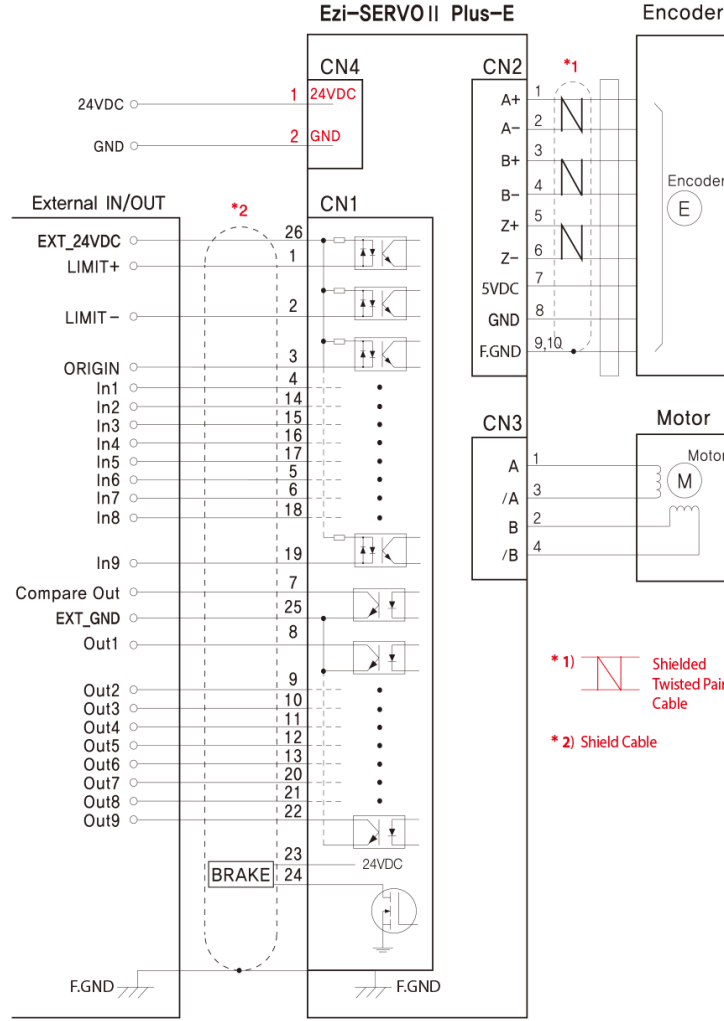 Ezi-SERVOII Plus-E
Encoder
CN4
1 24VDC
24VDC
2 GND
GND
CN2
*1
A+ 1
A- 2
B+ 3
B- 4
Z+ 5
Z- 6
5VDC 7
GND 8
F.GND 9,10
Encoder
E
External IN/OUT
*2
CN1
EXT_24VDC 26
LIMIT+ 1
LIMIT- 2
ORIGIN 3
In1 4
In2 14
In3 15
In4 16
In5 17
In6 5
In7 6
In8 18
In9 19
Compare Out 7
EXT_GND 25
Out1 8
Out2 9
Out3 10
Out4 11
Out5 12
Out6 13
Out7 20
Out8 21
Out9 22
23 24VDC
BRAKE 24
F.GND
F.GND
CN3
Motor
A 1
/A 3
B 2
/B 4
Motor
M
*1) Shielded
Twisted Pair
Cable
*2) Shield Cable